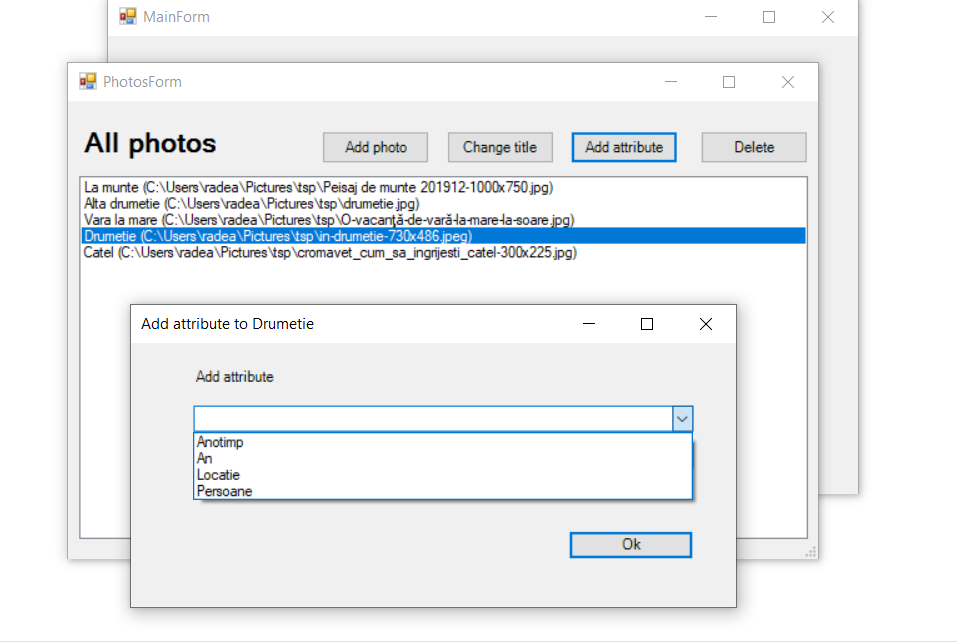 MainForm
PhotosForm
All photos
Add photo
Change title
Add attribute
Delete
La munte (C:\Users\radea\Pictures\tsp\Peisaj de munte 201912-1000x750.jpg)
Alta drumetie (C:\Users\radea\Pictures\tsp\drumetie.jpg)
Vara la mare (C:\Users\radea\Pictures\tsp\O-vacanţă-de-vară-la-mare-la-soare.jpg)
Drumetie (C:\Users\radea\Pictures\tsp\in-drumetie-730x486.jpeg)
Catel (C:\Users\radea\Pictures\tsp\cromavet_cum_sa_ingrijesti_catel-300x225.jpg)
Add attribute to Drumetie
Add attribute
Anotimp
An
Locatie
Persoane
Ok